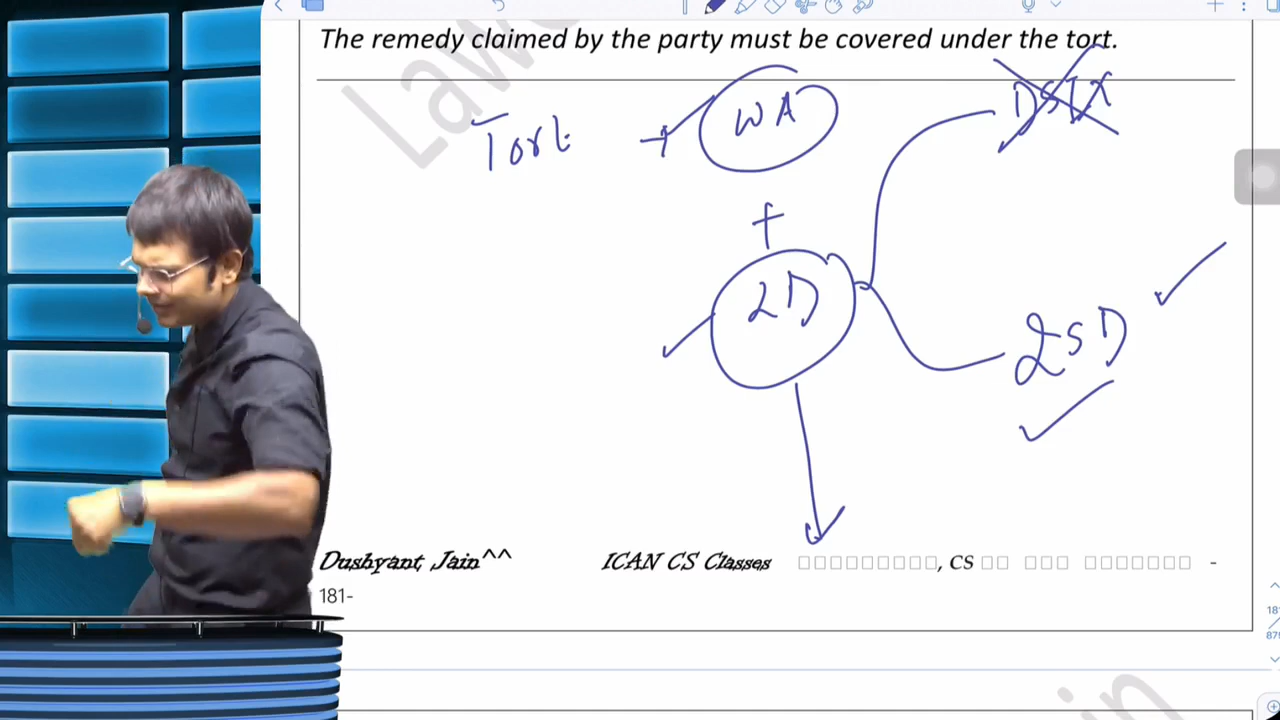 The remedy claimed by the party must be covered under the tort.
Tort
WA
+
2D
2SD
Dushyant Jain^^ ICAN CS Classes , CS -
181-